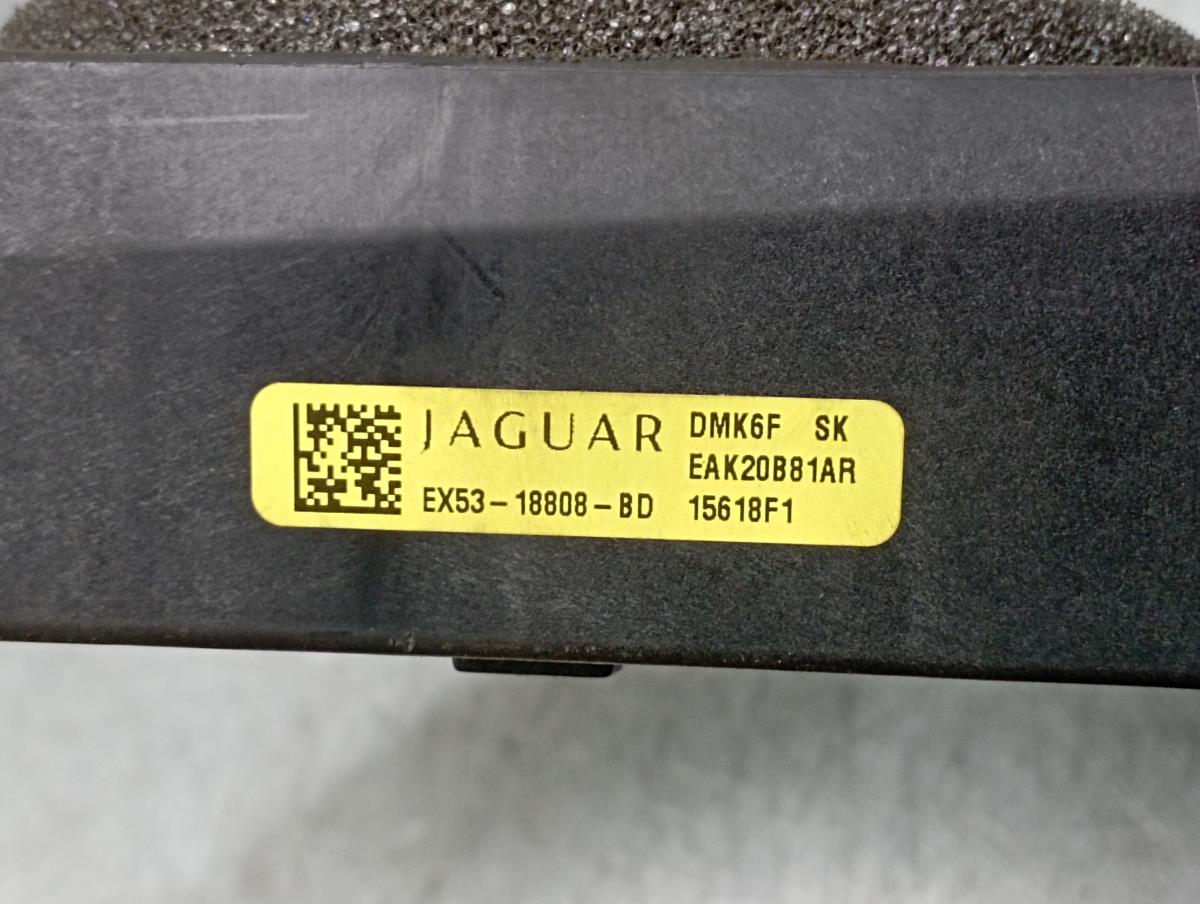 JAGUAR
EX53-18808-BD
DMK6F SK
EAK20B81AR
15618F1